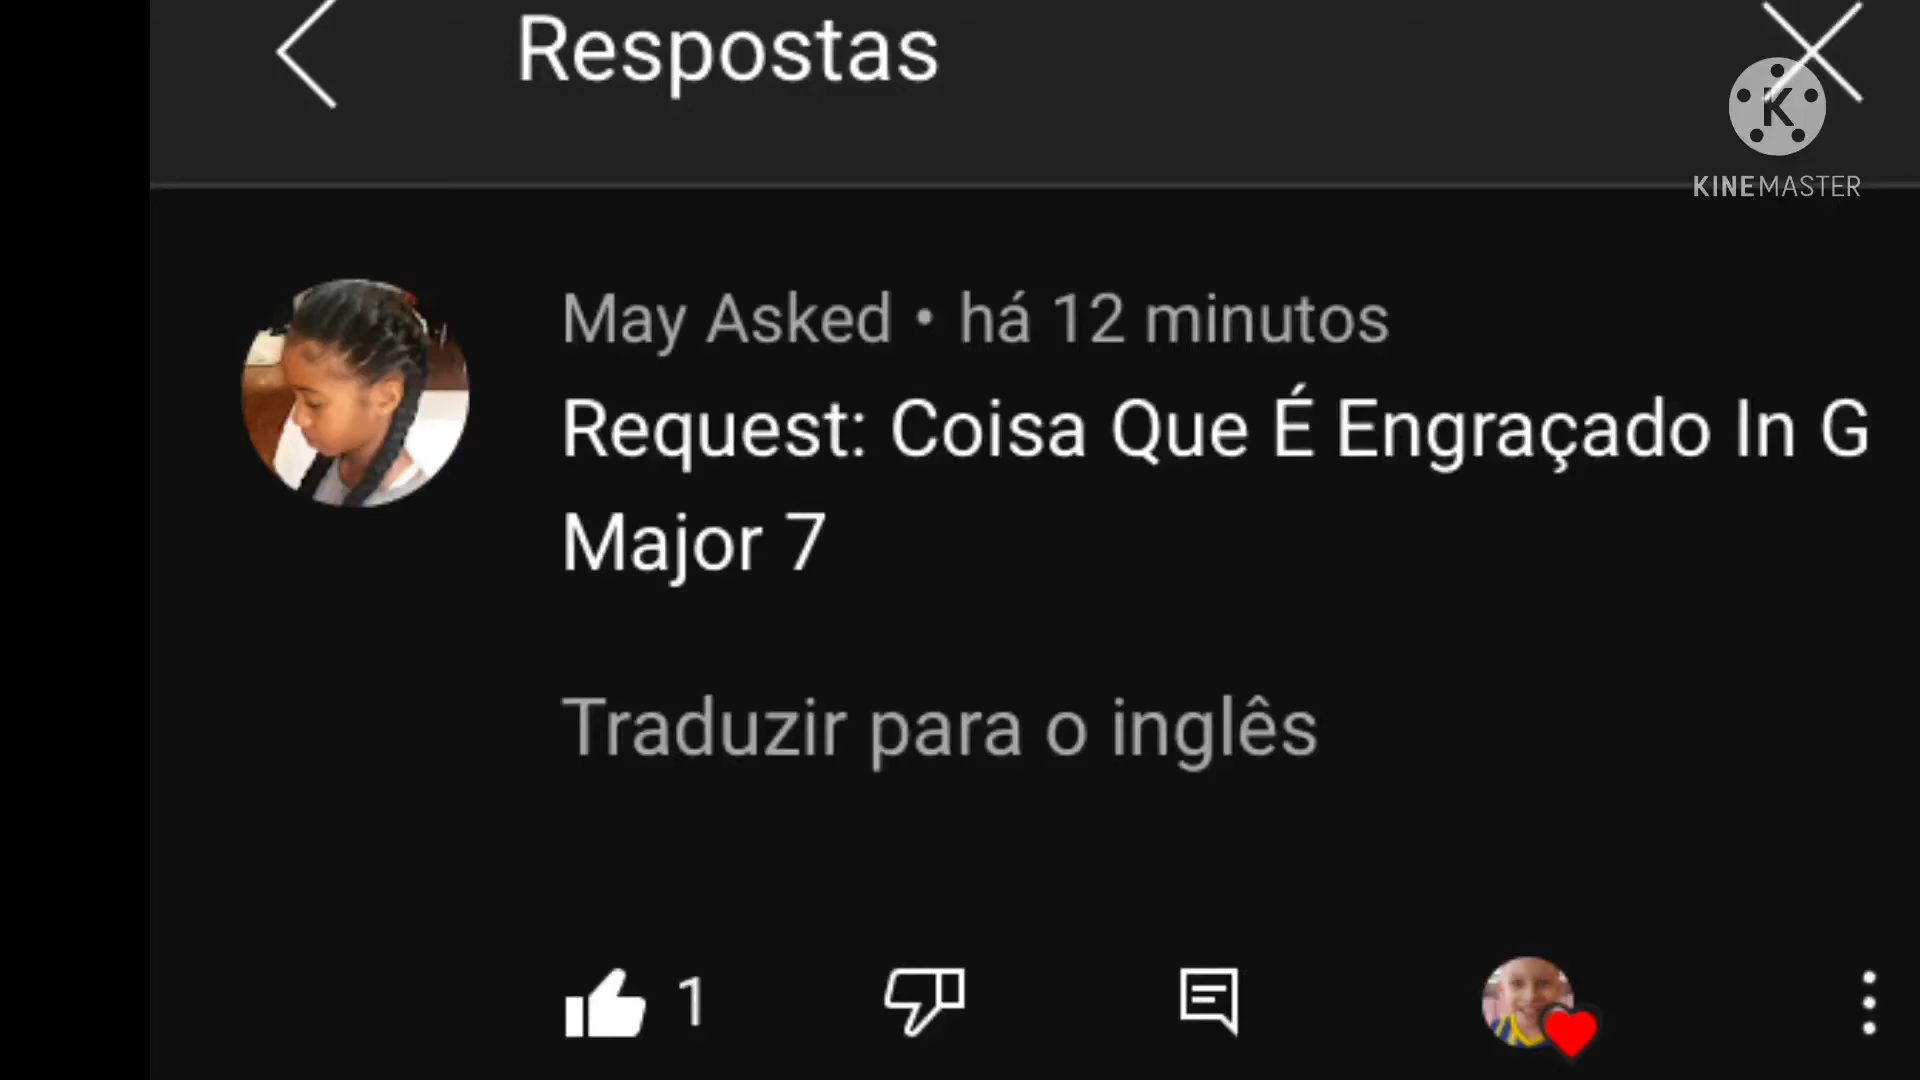 Respostas
KINEMASTER
May Asked • há 12 minutos
Request: Coisa Que É Engraçado In G
Major 7
Traduzir para o inglês
1